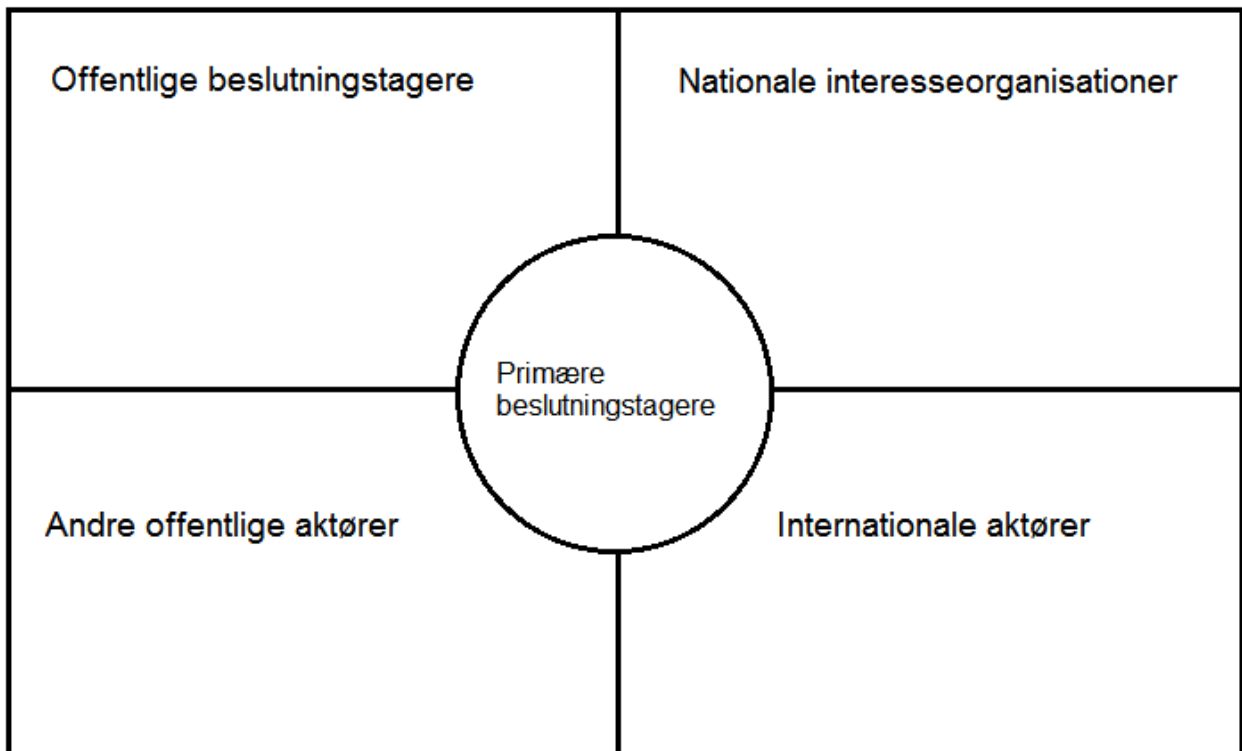 Offentlige beslutningstagere
Nationale interesseorganisationer
Primære
beslutningstagere
Andre offentlige aktører
Internationale aktører